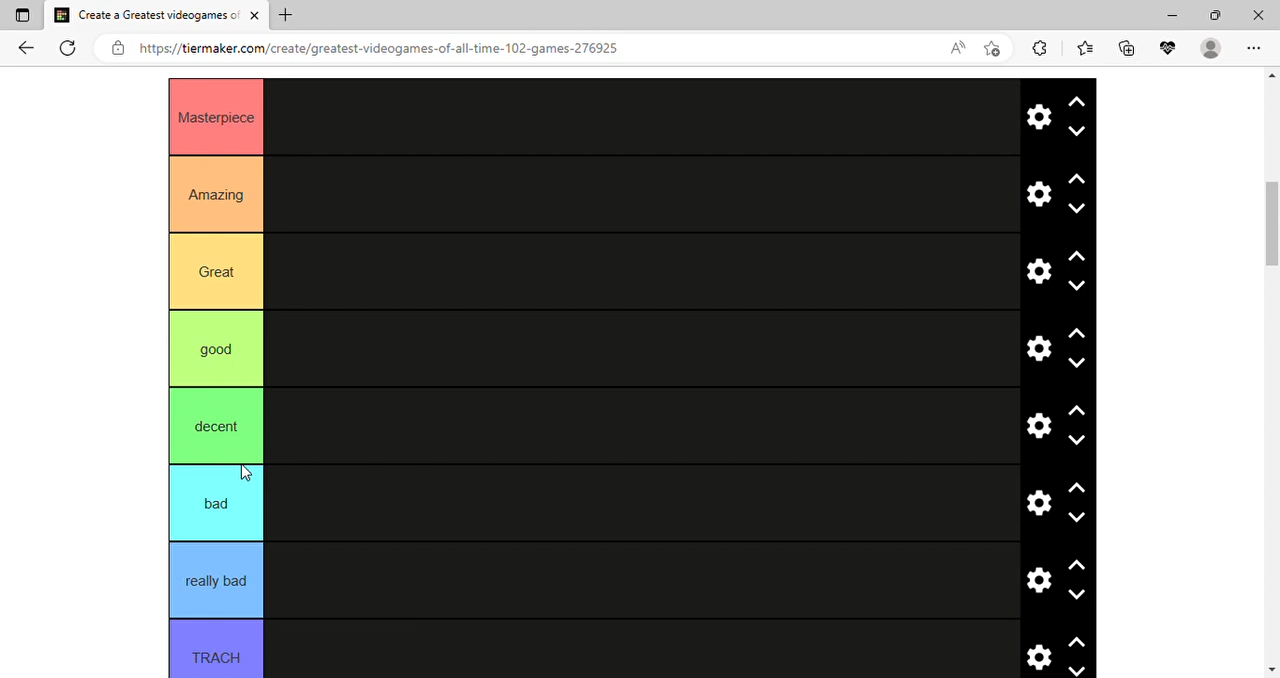 Create a Greatest videogames of
https://tiermaker.com/create/greatest-videogames-of-all-time-102-games-276925
Masterpiece
Amazing
Great
good
decent
bad
really bad
TRACH